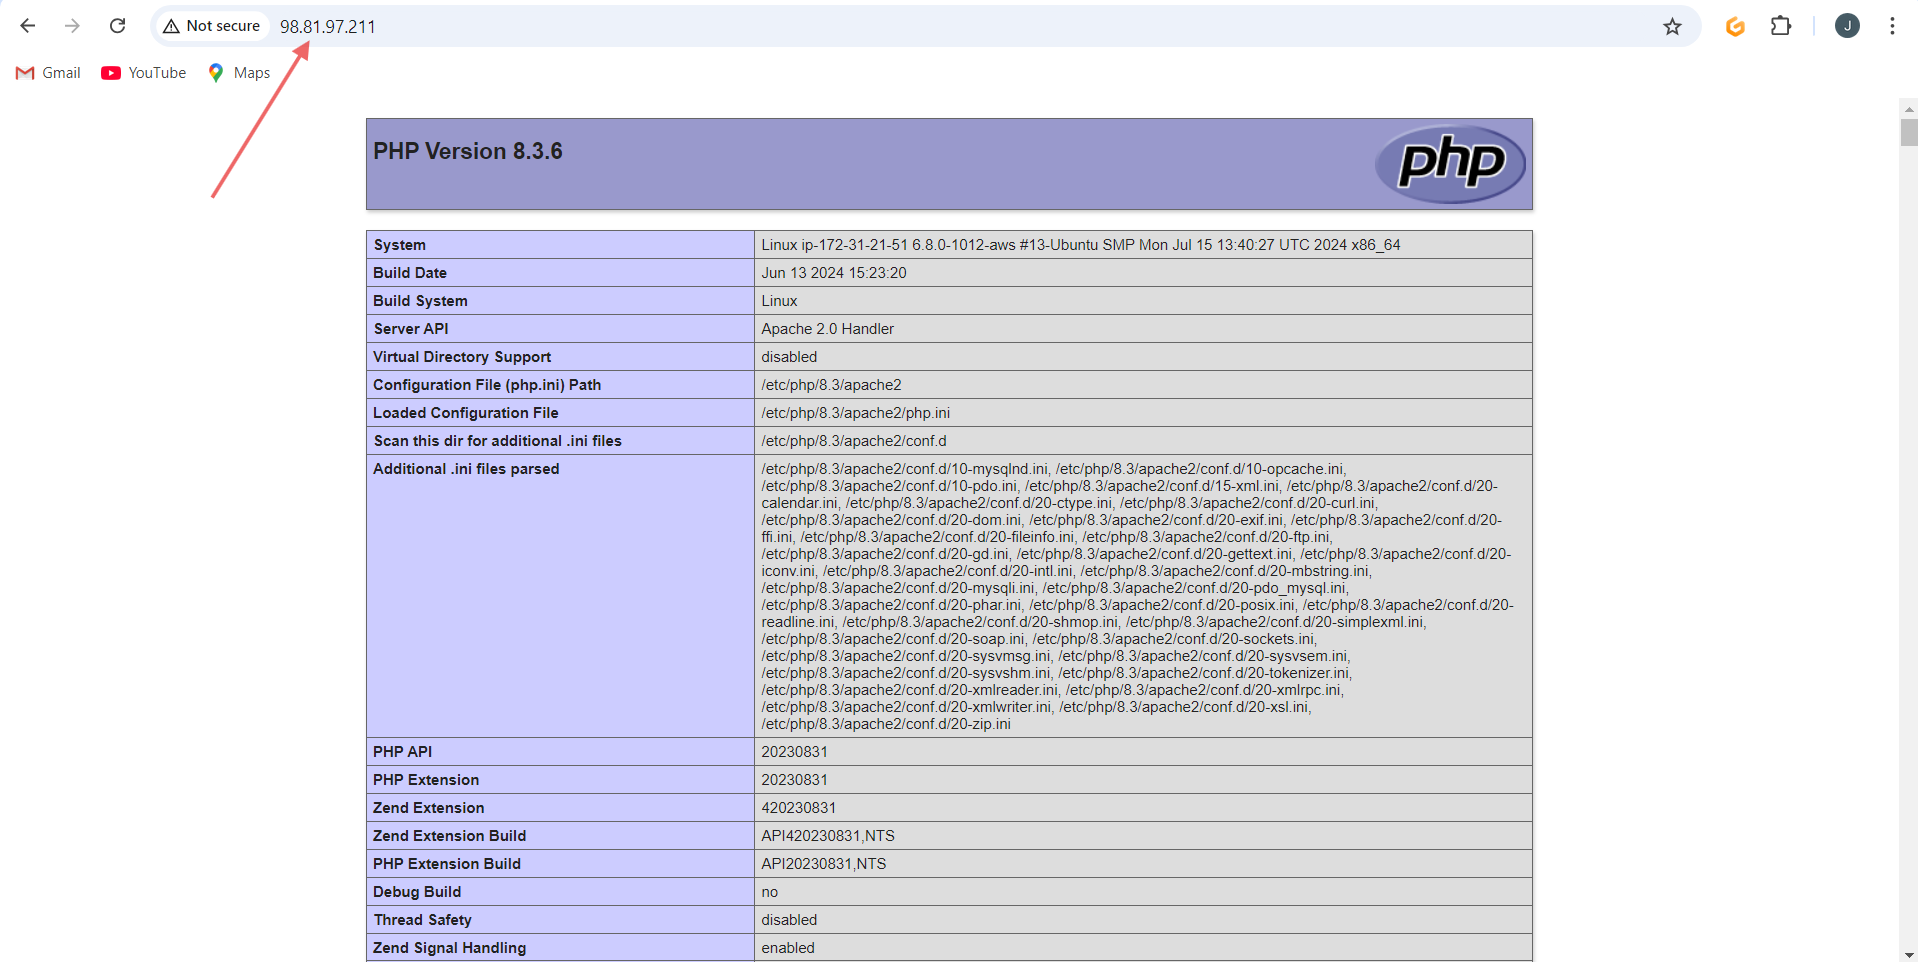 Not secure 98.81.97.211
J
Gmail YouTube Maps
PHP Version 8.3.6
php
System Linux ip-172-31-21-51 6.8.0-1012-aws #13-Ubuntu SMP Mon Jul 15 13:40:27 UTC 2024 x86_64
Build Date Jun 13 2024 15:23:20
Build System Linux
Server API Apache 2.0 Handler
Virtual Directory Support disabled
Configuration File (php.ini) Path /etc/php/8.3/apache2
Loaded Configuration File /etc/php/8.3/apache2/php.ini
Scan this dir for additional .ini files /etc/php/8.3/apache2/conf.d
Additional .ini files parsed /etc/php/8.3/apache2/conf.d/10-mysqlnd.ini, /etc/php/8.3/apache2/conf.d/10-opcache.ini,
/etc/php/8.3/apache2/conf.d/10-pdo.ini, /etc/php/8.3/apache2/conf.d/15-xml.ini, /etc/php/8.3/apache2/conf.d/20-
calendar.ini, /etc/php/8.3/apache2/conf.d/20-ctype.ini, /etc/php/8.3/apache2/conf.d/20-curl.ini,
/etc/php/8.3/apache2/conf.d/20-dom.ini, /etc/php/8.3/apache2/conf.d/20-exif.ini, /etc/php/8.3/apache2/conf.d/20-
ffi.ini, /etc/php/8.3/apache2/conf.d/20-fileinfo.ini, /etc/php/8.3/apache2/conf.d/20-ftp.ini,
/etc/php/8.3/apache2/conf.d/20-gd.ini, /etc/php/8.3/apache2/conf.d/20-gettext.ini, /etc/php/8.3/apache2/conf.d/20-
iconv.ini, /etc/php/8.3/apache2/conf.d/20-intl.ini, /etc/php/8.3/apache2/conf.d/20-mbstring.ini,
/etc/php/8.3/apache2/conf.d/20-mysqli.ini, /etc/php/8.3/apache2/conf.d/20-pdo_mysql.ini,
/etc/php/8.3/apache2/conf.d/20-phar.ini, /etc/php/8.3/apache2/conf.d/20-posix.ini, /etc/php/8.3/apache2/conf.d/20-
readline.ini, /etc/php/8.3/apache2/conf.d/20-shmop.ini, /etc/php/8.3/apache2/conf.d/20-simplexml.ini,
/etc/php/8.3/apache2/conf.d/20-soap.ini, /etc/php/8.3/apache2/conf.d/20-sockets.ini,
/etc/php/8.3/apache2/conf.d/20-sysvmsg.ini, /etc/php/8.3/apache2/conf.d/20-sysvsem.ini,
/etc/php/8.3/apache2/conf.d/20-sysvshm.ini, /etc/php/8.3/apache2/conf.d/20-tokenizer.ini,
/etc/php/8.3/apache2/conf.d/20-xmlreader.ini, /etc/php/8.3/apache2/conf.d/20-xmlrpc.ini,
/etc/php/8.3/apache2/conf.d/20-xmlwriter.ini, /etc/php/8.3/apache2/conf.d/20-xsl.ini,
/etc/php/8.3/apache2/conf.d/20-zip.ini
PHP API 20230831
PHP Extension 20230831
Zend Extension 420230831
Zend Extension Build API420230831,NTS
PHP Extension Build API20230831,NTS
Debug Build no
Thread Safety disabled
Zend Signal Handling enabled